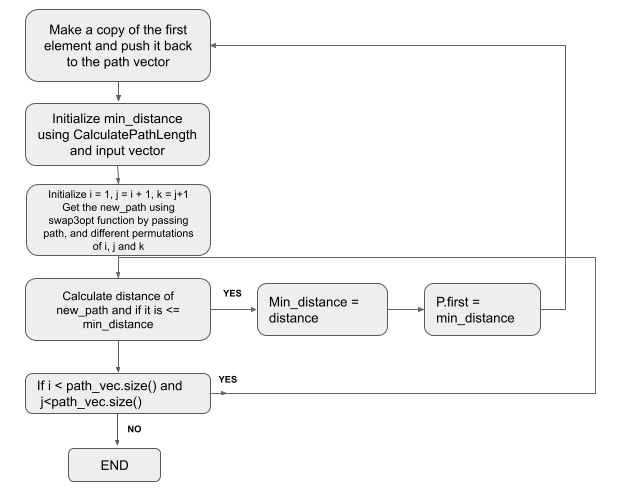 Make a copy of the first
element and push it back
to the path vector
Initialize min_distance
using CalculatePathLength
and input vector
Initialize i = 1, j = i + 1, k = j+1
Get the new_path using
swap3opt function by passing
path, and different permutations
of i, j and k
Calculate distance of
new_path and if it is <=
min_distance
YES
Min_distance =
distance
P.first =
min_distance
If i < path_vec.size() and
j<path_vec.size()
YES
NO
END